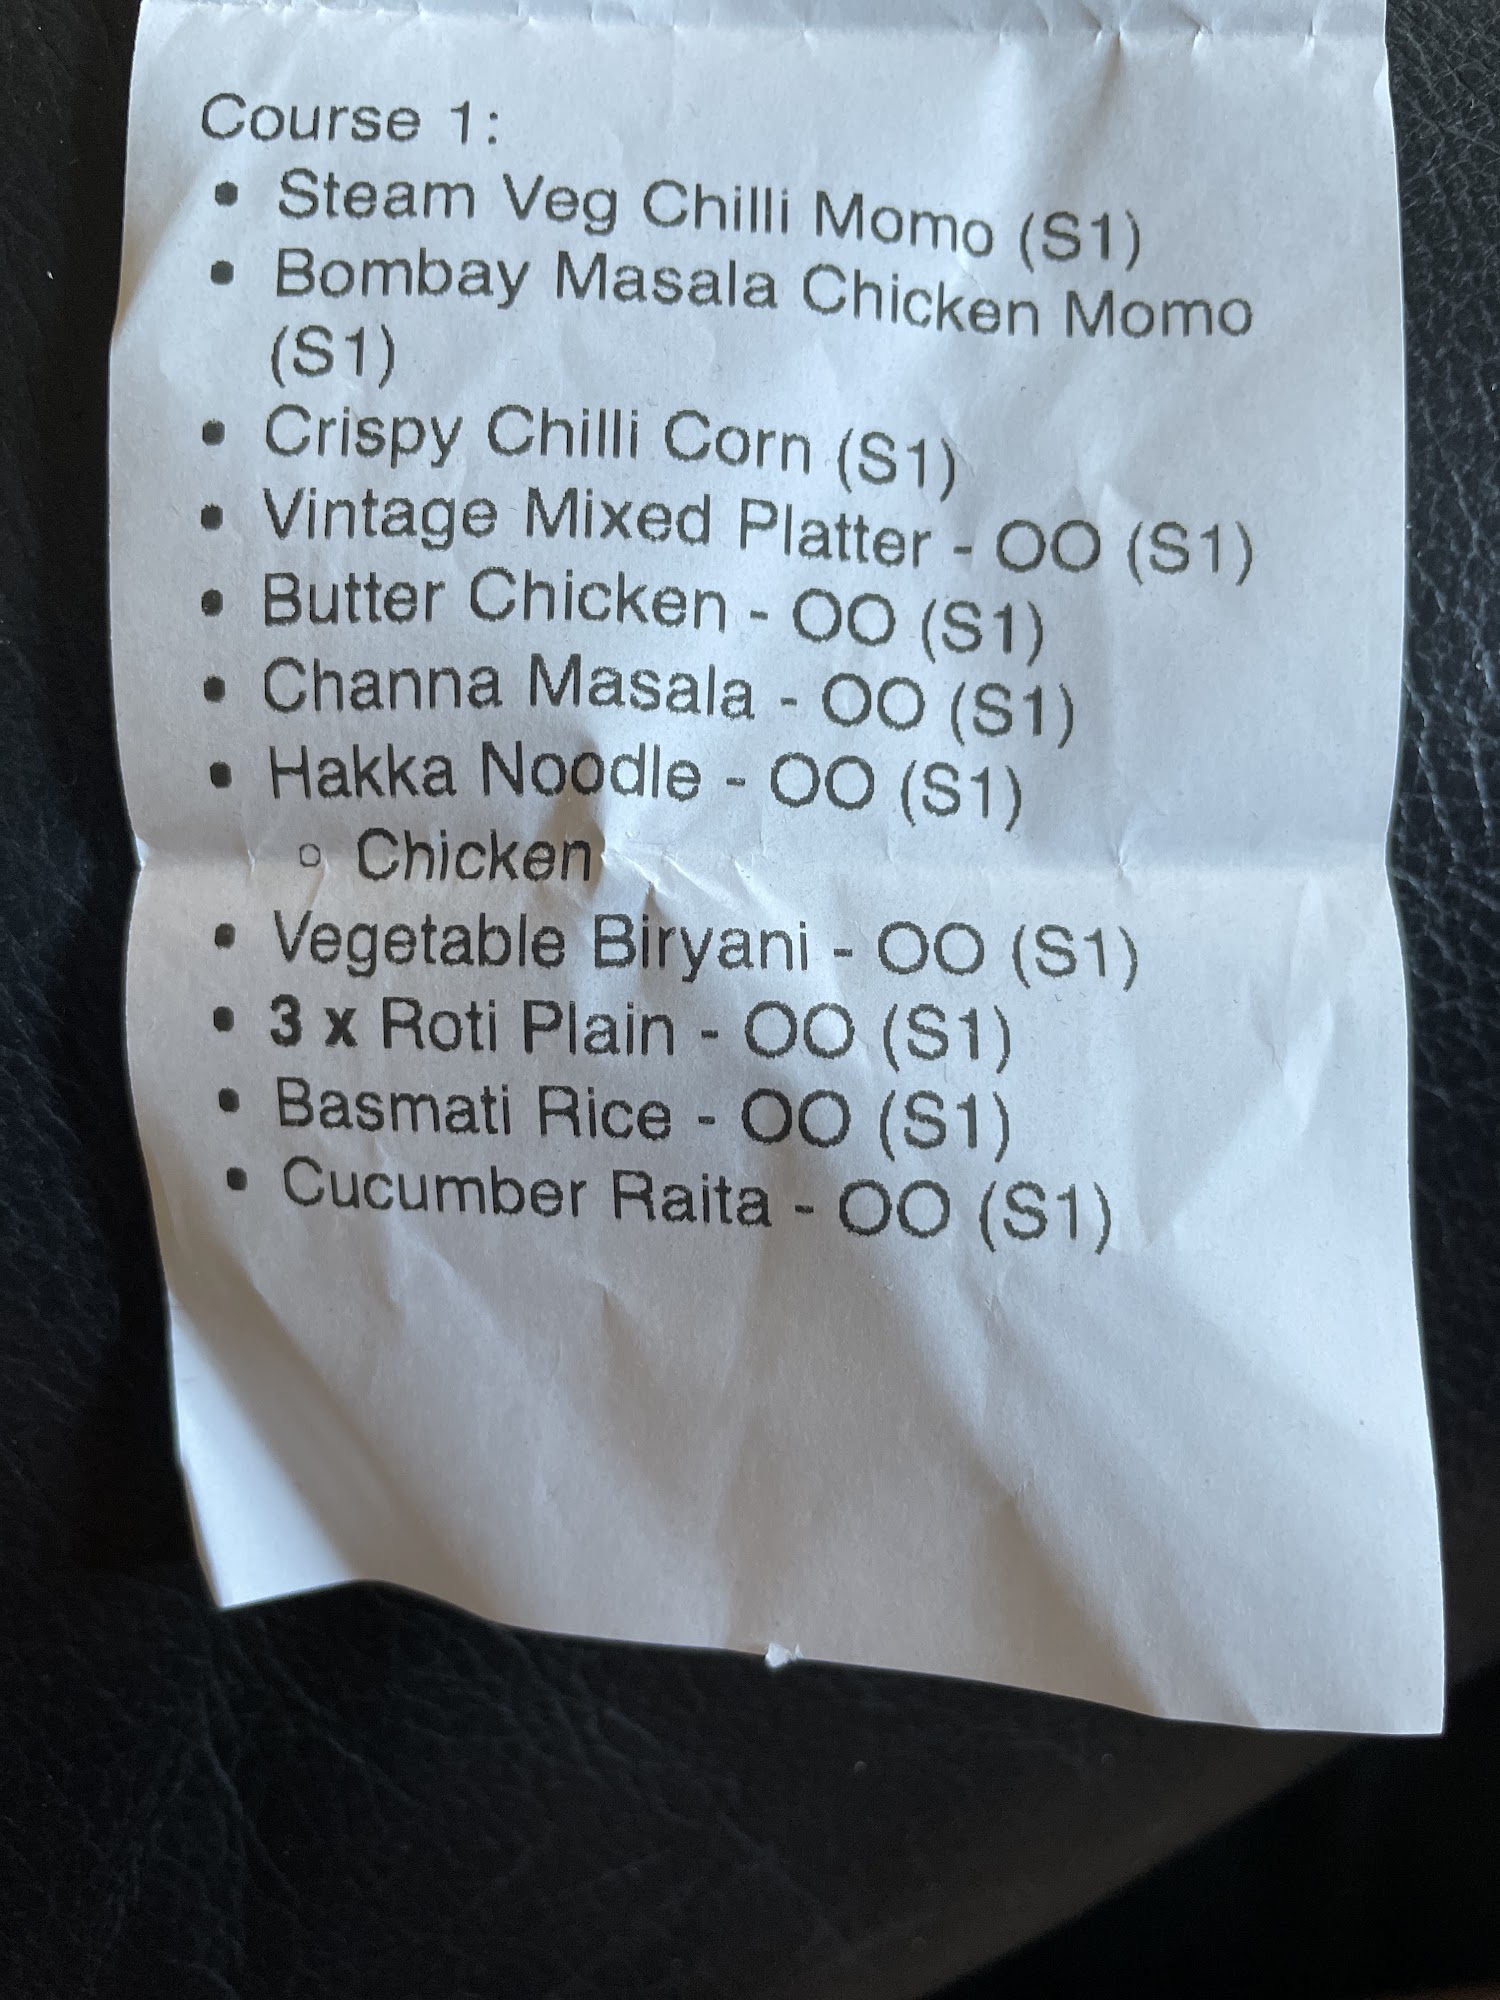 Course 1:
• Steam Veg Chilli Momo (S1)
• Bombay Masala Chicken Momo
(S1)
• Crispy Chilli Corn (S1)
• Vintage Mixed Platter - OO (S1)
• Butter Chicken - OO (S1)
• Channa Masala - OO (S1)
• Hakka Noodle - OO (S1)
○ Chicken
• Vegetable Biryani - OO (S1)
• 3 x Roti Plain - OO (S1)
• Basmati Rice - OO (S1)
• Cucumber Raita - OO (S1)